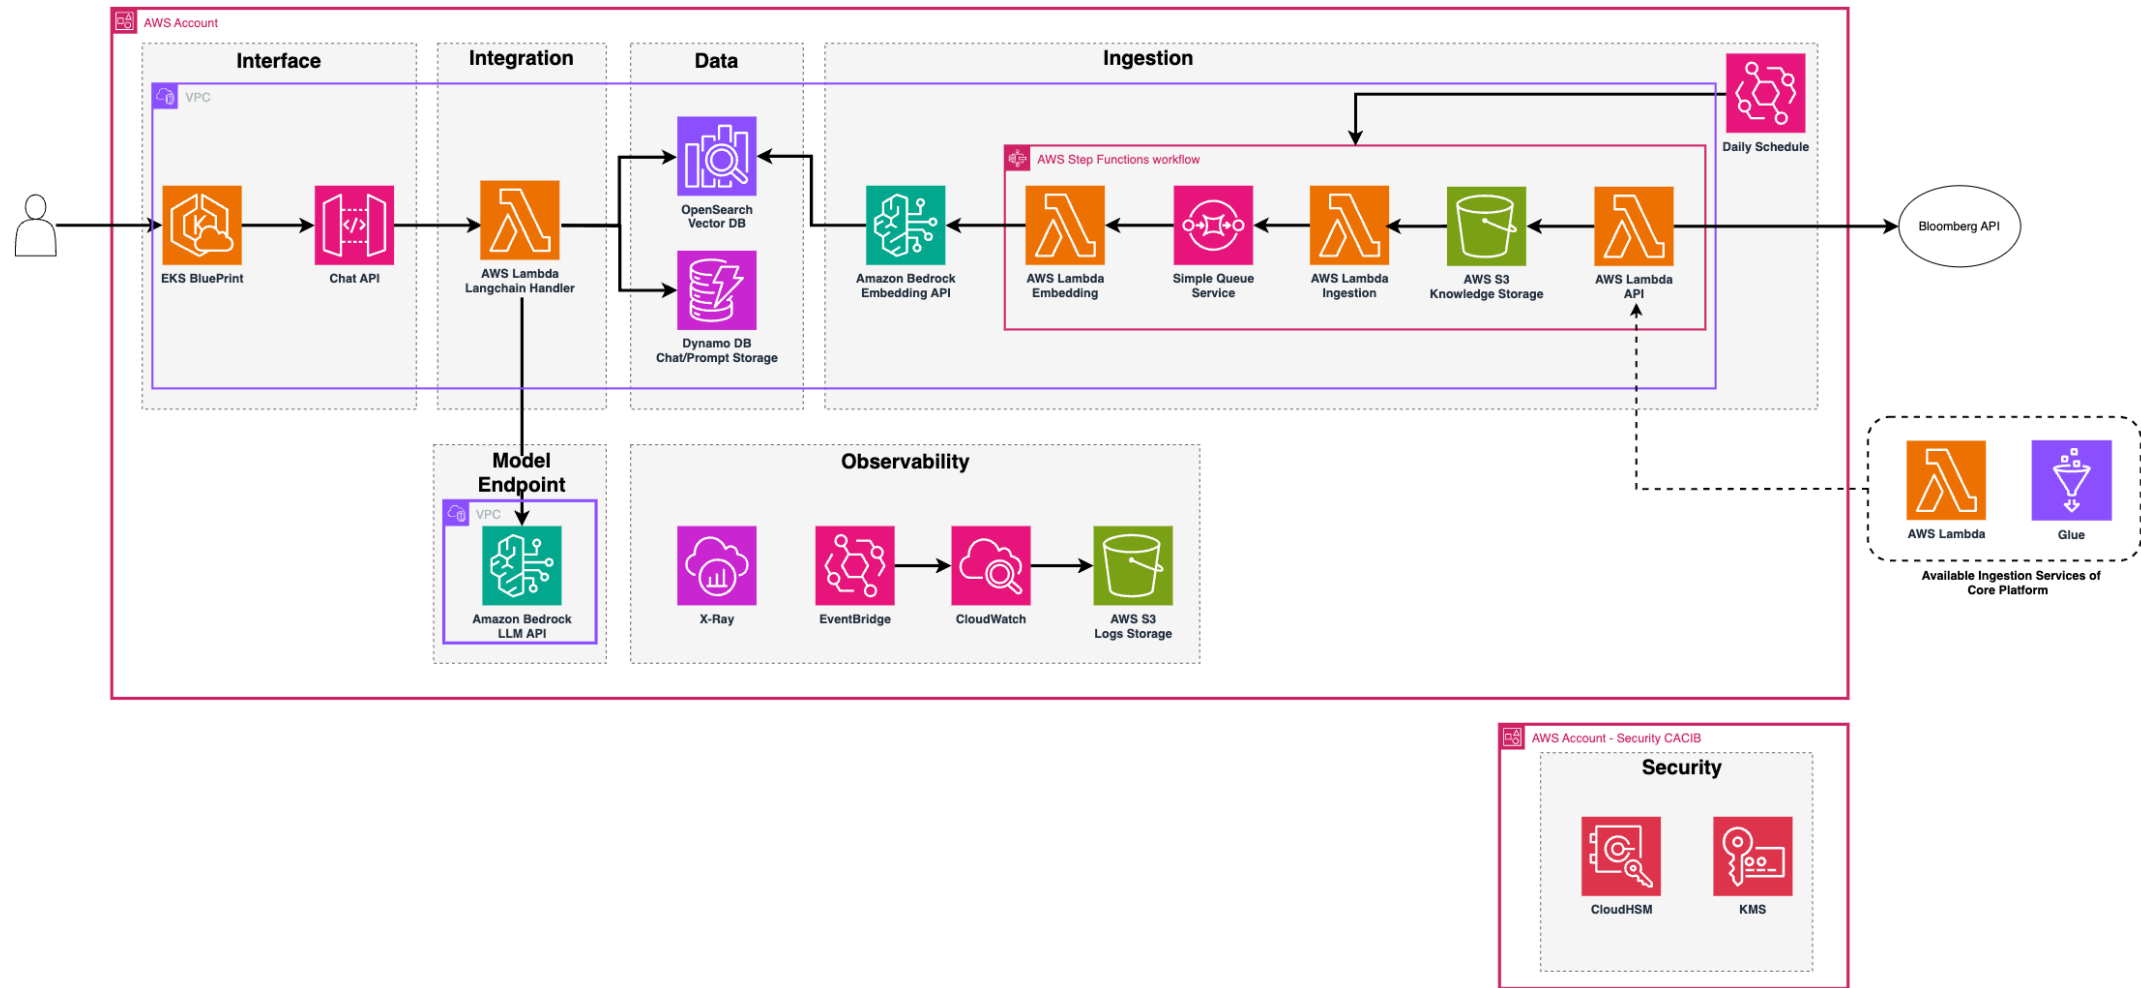 AWS Account
Interface
Integration
Data
Ingestion
VPC
Daily Schedule
AWS Step Functions workflow
EKS BluePrint
Chat API
AWS Lambda
Langchain Handler
OpenSearch
Vector DB
Dynamo DB
Chat/Prompt Storage
Amazon Bedrock
Embedding API
AWS Lambda
Embedding
Simple Queue
Service
AWS Lambda
Ingestion
AWS S3
Knowledge Storage
AWS Lambda
API
Bloomberg API
Model
Endpoint
VPC
Amazon Bedrock
LLM API
Observability
X-Ray
EventBridge
CloudWatch
AWS S3
Logs Storage
AWS Lambda
Glue
Available Ingestion Services of
Core Platform
AWS Account - Security CACIB
Security
CloudHSM
KMS